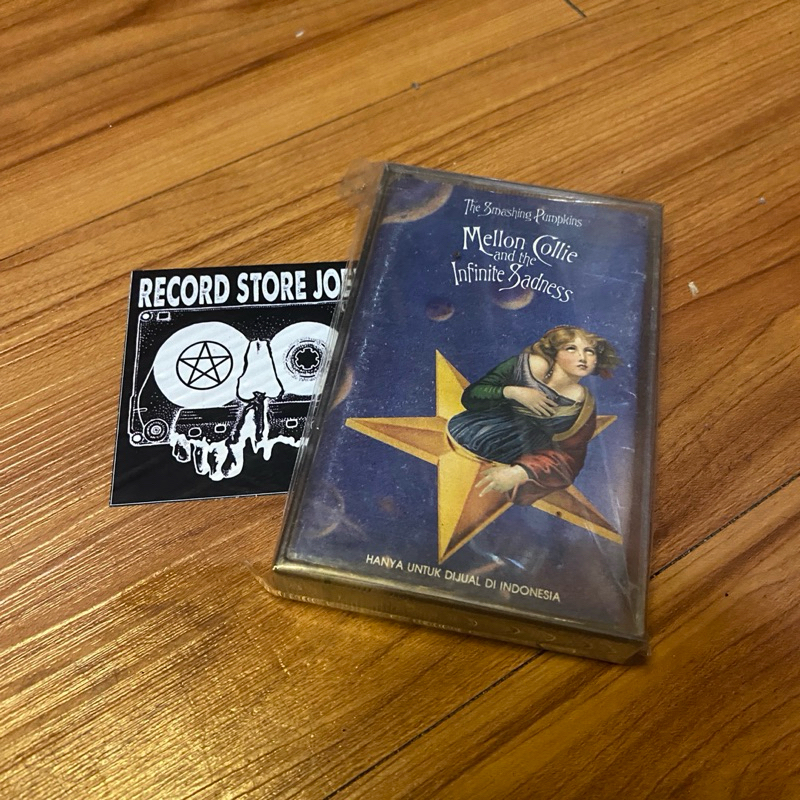 RECORD STORE JOE
The Smashing Pumpkins
Mellon Collie
and the
Infinite Sadness
HANYA UNTUK DIJUAL DI INDONESIA